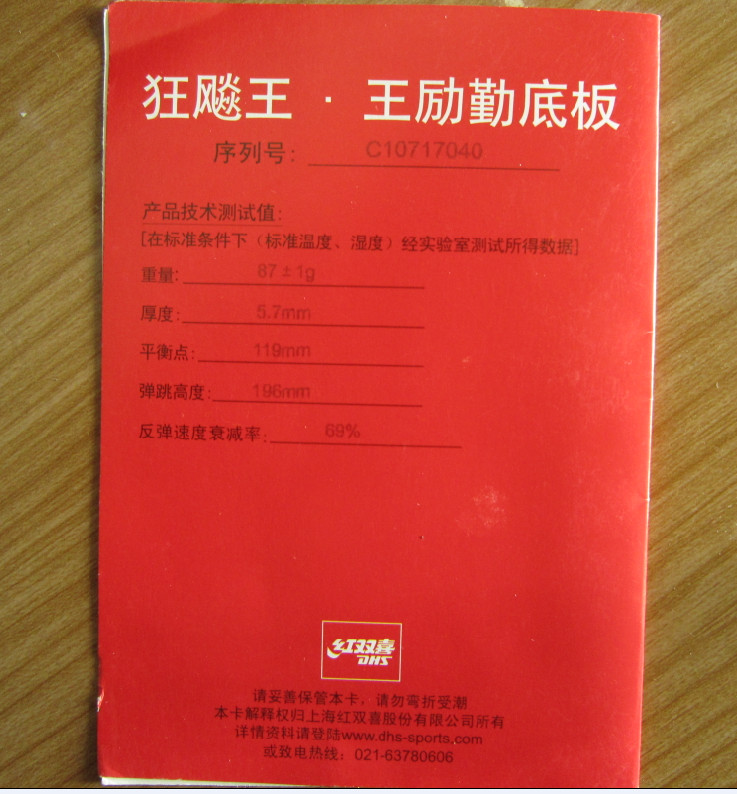 狂飚王 · 王励勤底板
序列号: C10717040
产品技术测试值:
[在标准条件下（标准温度、湿度）经实验室测试所得数据]
重量: 87±1g
厚度: 5.7mm
平衡点: 119mm
弹跳高度: 196mm
反弹速度衰减率: 69%
红双喜
DHS
请妥善保管本卡，请勿弯折受潮
本卡解释权归上海红双喜股份有限公司所有
详情资料请登陆www.dhs-sports.com
或致电热线：021-63780606